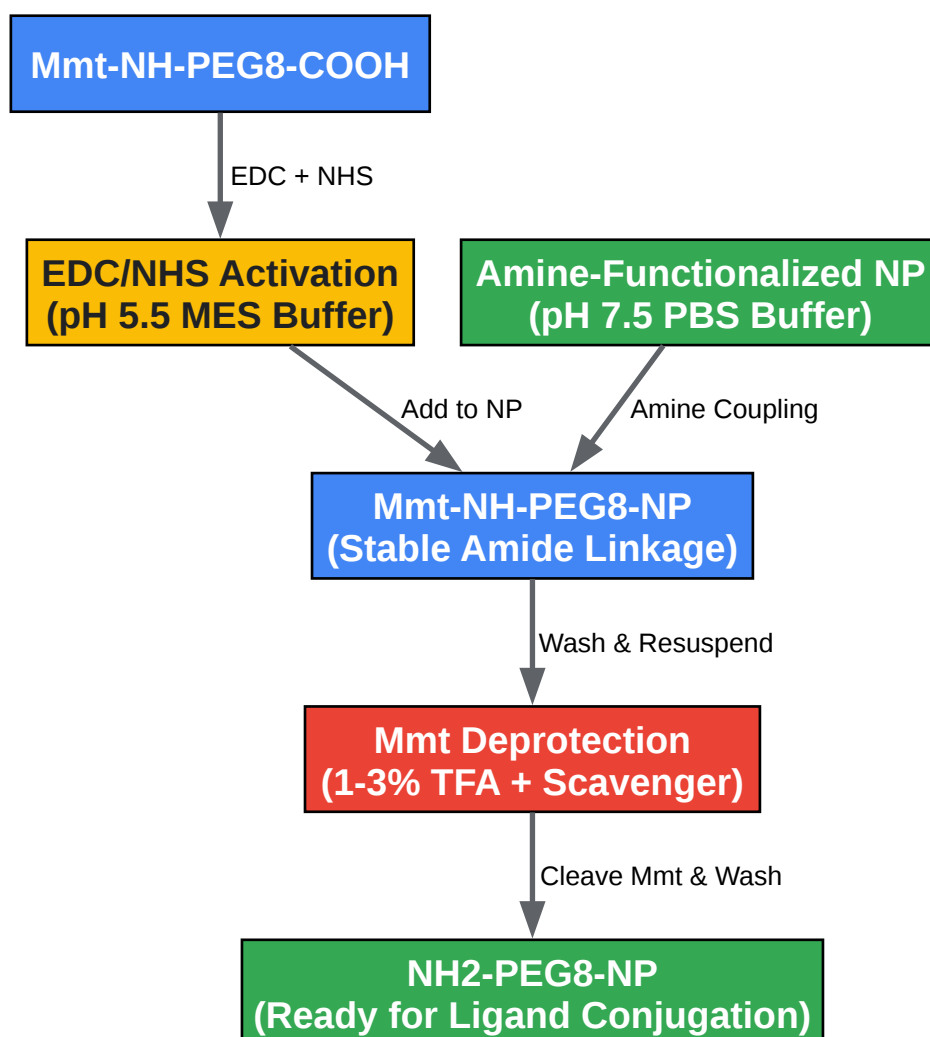 Mmt-NH-PEG8-COOH
EDC + NHS
EDC/NHS Activation
(pH 5.5 MES Buffer)
Amine-Functionalized NP
(pH 7.5 PBS Buffer)
Add to NP
Amine Coupling
Mmt-NH-PEG8-NP
(Stable Amide Linkage)
Wash & Resuspend
Mmt Deprotection
(1-3% TFA + Scavenger)
Cleave Mmt & Wash
NH2-PEG8-NP
(Ready for Ligand Conjugation)